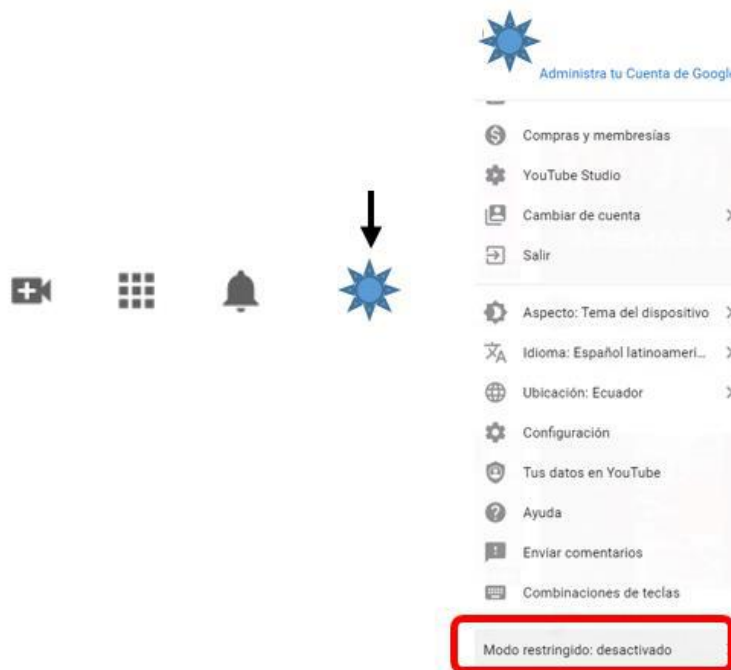 Administra tu Cuenta de Google
Compras y membresías
YouTube Studio
Cambiar de cuenta
Salir
Aspecto: Tema del dispositivo
Idioma: Español latinoameri...
Ubicación: Ecuador
Configuración
Tus datos en YouTube
Ayuda
Enviar comentarios
Combinaciones de teclas
Modo restringido: desactivado